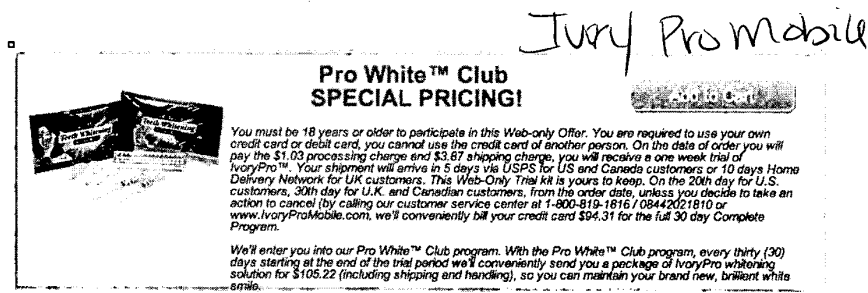 Ivory Pro Mobile
Pro White™ Club
SPECIAL PRICING!
Add to Cart
Teeth Whitening
Teeth Whitening
You must be 18 years or older to participate in this Web-only Offer. You are required to use your own
credit card or debit card, you cannot use the credit card of another person. On the date of order you will
pay the $1.03 processing charge and $3.87 shipping charge, you will receive a one week trial of
IvoryPro™. Your shipment will arrive in 5 days via USPS for US and Canada customers or 10 days Home
Delivery Network for UK customers. This Web-Only Trial kit is yours to keep. On the 20th day for U.S.
customers, 30th day for U.K. and Canadian customers, from the order date, unless you decide to take an
action to cancel (by calling our customer service center at 1-800-819-1816 / 08442021810 or
www.IvoryProMobile.com, we'll conveniently bill your credit card $94.31 for the full 30 day Complete
Program.
We'll enter you into our Pro White™ Club program. With the Pro White™ Club program, every thirty (30)
days starting at the end of the trial period we'll conveniently send you a package of IvoryPro whitening
solution for $105.22 (including shipping and handling), so you can maintain your brand new, brilliant white
smile.